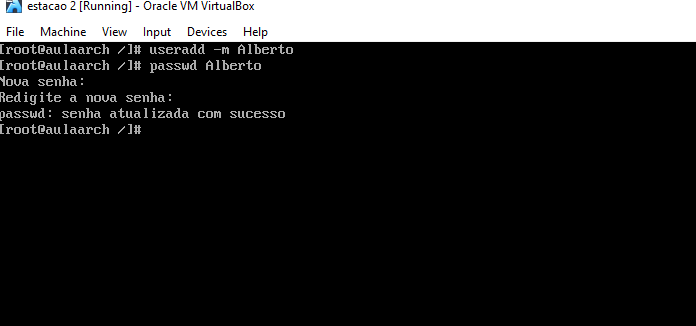 estacao 2 [Running] - Oracle VM VirtualBox
File Machine View Input Devices Help
[root@aulaarch /]# useradd -m Alberto
[root@aulaarch /]# passwd Alberto
Nova senha:
Redigite a nova senha:
passwd: senha atualizada com sucesso
[root@aulaarch /]#